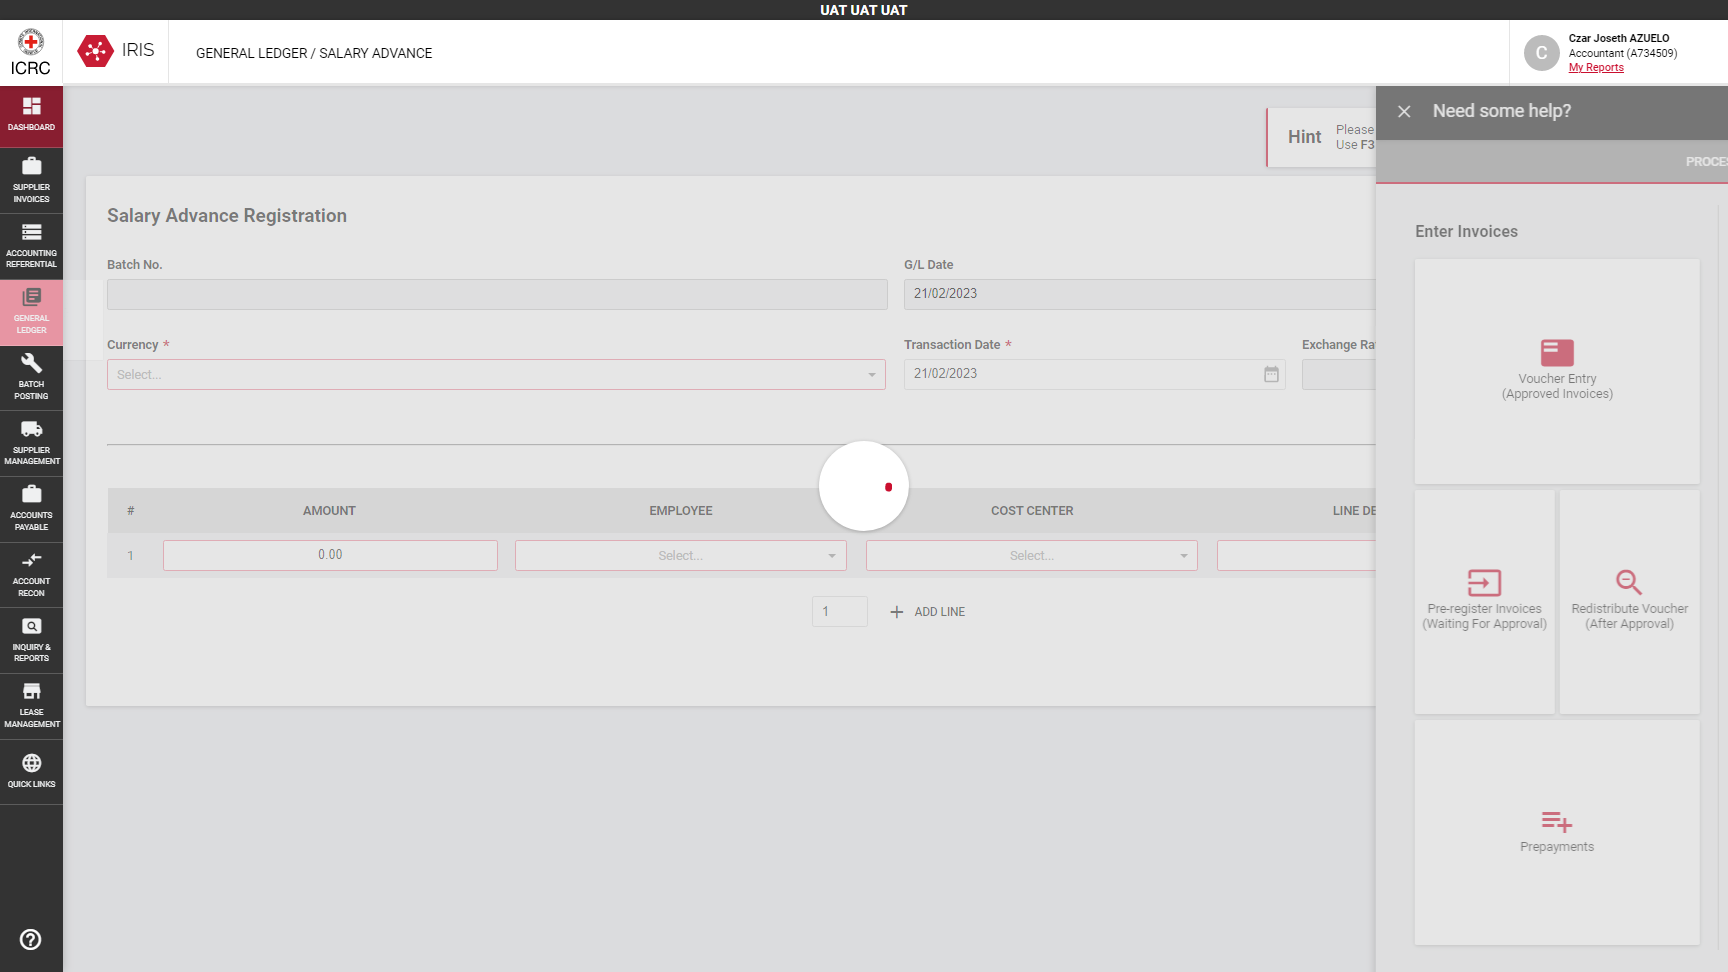 UAT UAT UAT
ICRC
IRIS
GENERAL LEDGER / SALARY ADVANCE
C
Czar Joseth AZUELO
Accountant (A734509)
My Reports
DASHBOARD
SUPPLIER
INVOICES
ACCOUNTING
REFERENTIAL
GENERAL
LEDGER
BATCH
POSTING
SUPPLIER
MANAGEMENT
ACCOUNTS
PAYABLE
ACCOUNT
RECON
INQUIRY &
REPORTS
LEASE
MANAGEMENT
QUICK LINKS
Hint
Please
Use F3
Salary Advance Registration
Batch No.
G/L Date
21/02/2023
Currency *
Select...
Transaction Date *
21/02/2023
Exchange Ra
# AMOUNT EMPLOYEE COST CENTER LINE DE
1 0.00 Select... Select...
1 ADD LINE
Need some help?
PROCES
Enter Invoices
Voucher Entry
(Approved Invoices)
Pre-register Invoices
(Waiting For Approval)
Redistribute Voucher
(After Approval)
Prepayments